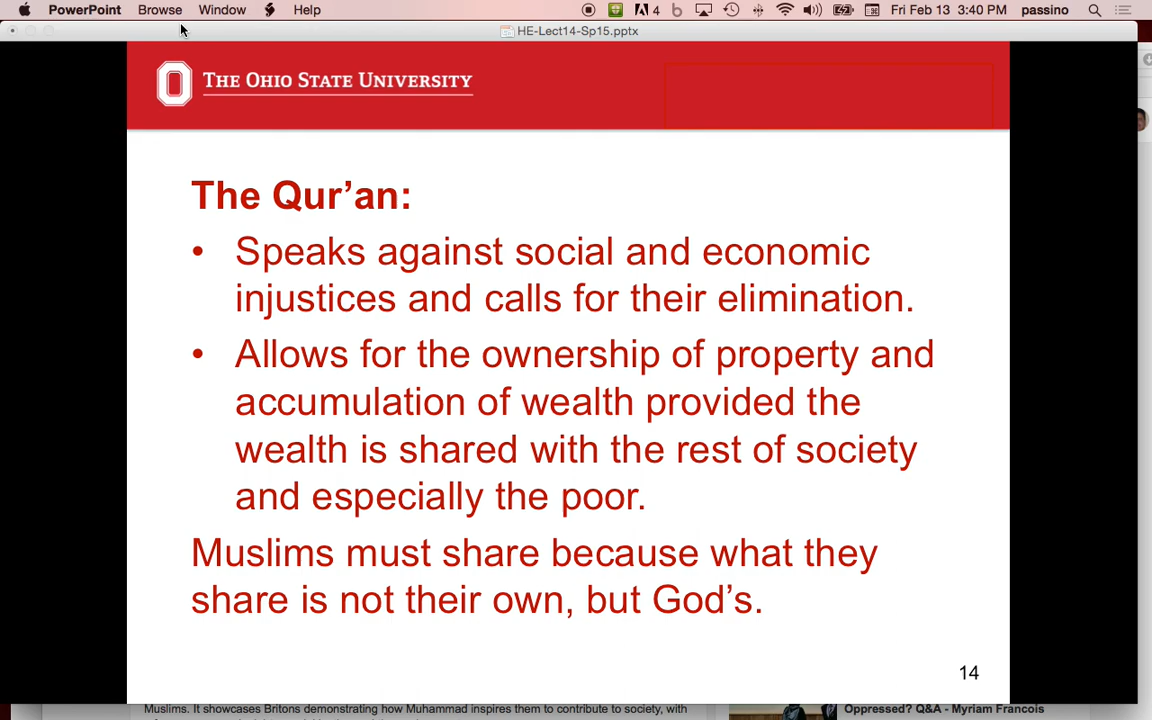 PowerPoint Browse Window Help 4 Fri Feb 13 3:40 PM passino
HE-Lect14-Sp15.pptx
THE OHIO STATE UNIVERSITY
The Qur’an:
• Speaks against social and economic
injustices and calls for their elimination.
• Allows for the ownership of property and
accumulation of wealth provided the
wealth is shared with the rest of society
and especially the poor.
Muslims must share because what they
share is not their own, but God’s.
14
Muslims. It showcases Britons demonstrating how Muhammad inspires them to contribute to society, with
Oppressed? Q&A - Myriam Francois